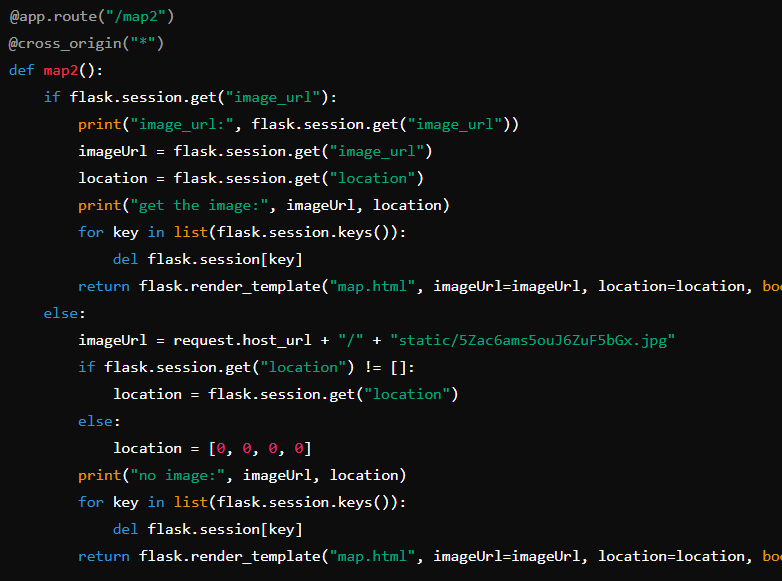 @app.route("/map2")
@cross_origin("*")
def map2():
    if flask.session.get("image_url"):
        print("image_url:", flask.session.get("image_url"))
        imageUrl = flask.session.get("image_url")
        location = flask.session.get("location")
        print("get the image:", imageUrl, location)
        for key in list(flask.session.keys()):
            del flask.session[key]
        return flask.render_template("map.html", imageUrl=imageUrl, location=location, boo
    else:
        imageUrl = request.host_url + "/" + "static/5Zac6ams5ouJ6ZuF5bGx.jpg"
        if flask.session.get("location") != []:
            location = flask.session.get("location")
        else:
            location = [0, 0, 0, 0]
        print("no image:", imageUrl, location)
        for key in list(flask.session.keys()):
            del flask.session[key]
        return flask.render_template("map.html", imageUrl=imageUrl, location=location, boo